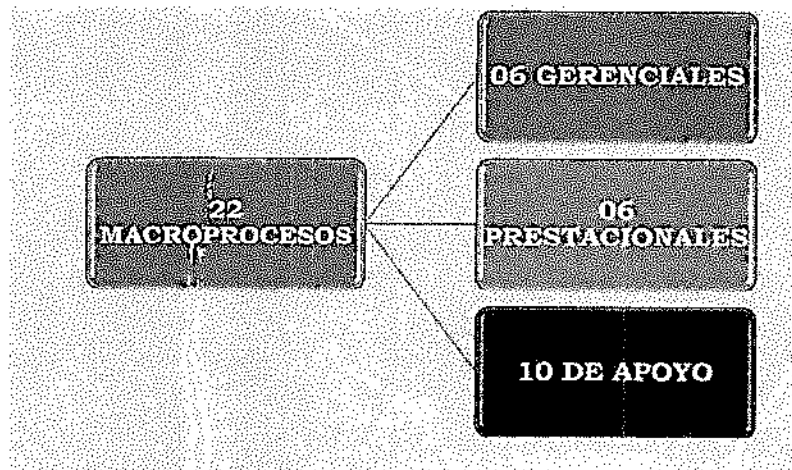 22
MACROPROCESOS
06 GERENCIALES
06
PRESTACIONALES
10 DE APOYO